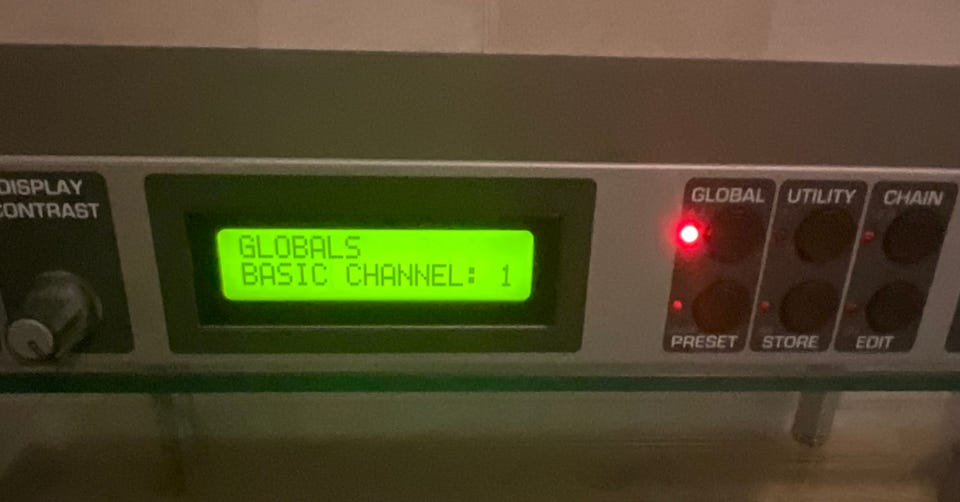 DISPLAY
CONTRAST
GLOBALS
BASIC CHANNEL: 1
GLOBAL
UTILITY
CHAIN
PRESET
STORE
EDIT